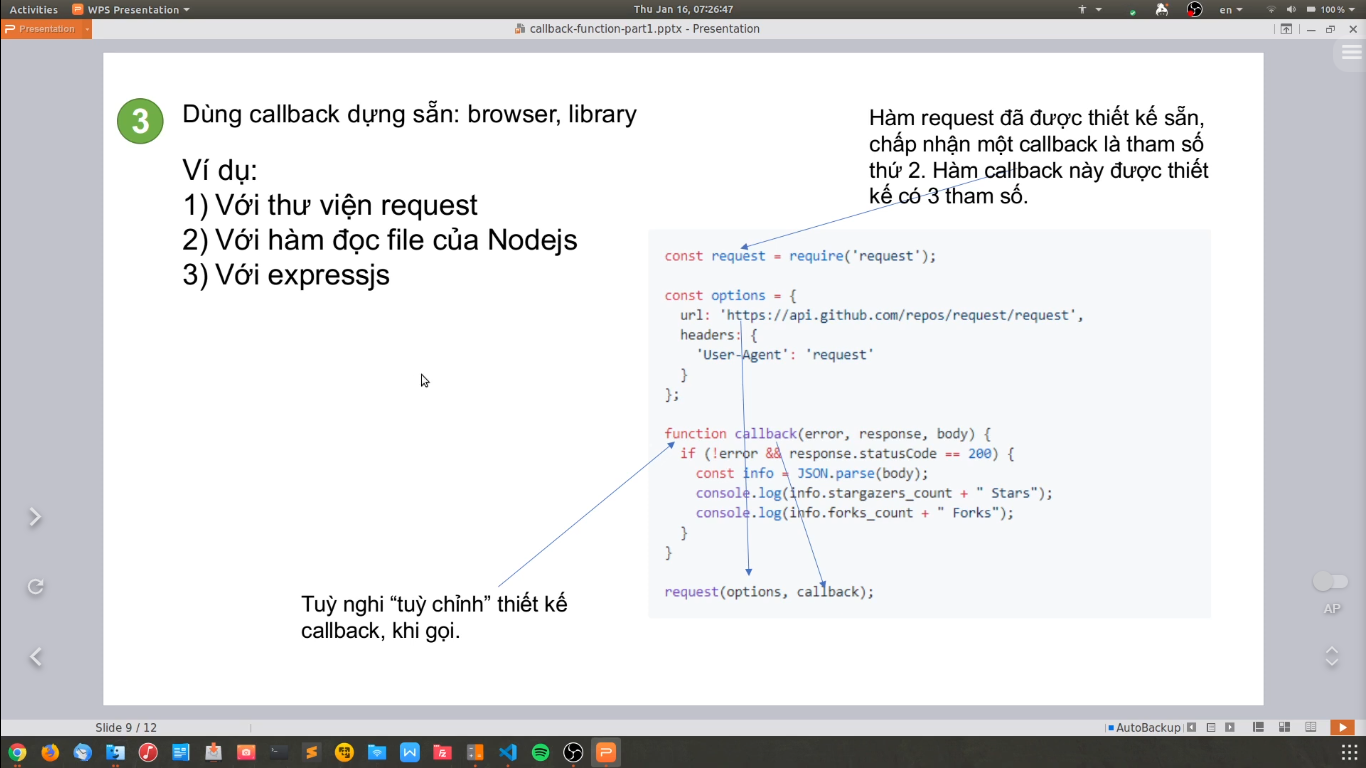 Activities
WPS Presentation
Thu Jan 16, 07:26:47
en
100%
Presentation
callback-function-part1.pptx - Presentation
3
Dùng callback dựng sẵn: browser, library
Ví dụ:
1) Với thư viện request
2) Với hàm đọc file của Nodejs
3) Với expressjs
Hàm request đã được thiết kế sẵn,
chấp nhận một callback là tham số
thứ 2. Hàm callback này được thiết
kế có 3 tham số.
const request = require('request');
const options = {
url: 'https://api.github.com/repos/request/request',
headers: {
'User-Agent': 'request'
}
};
function callback(error, response, body) {
if (!error && response.statusCode == 200) {
const info = JSON.parse(body);
console.log(info.stargazers_count + " Stars");
console.log(info.forks_count + " Forks");
}
}
request(options, callback);
Tuỳ nghi “tuỳ chỉnh” thiết kế
callback, khi gọi.
AP
Slide 9 / 12
AutoBackup